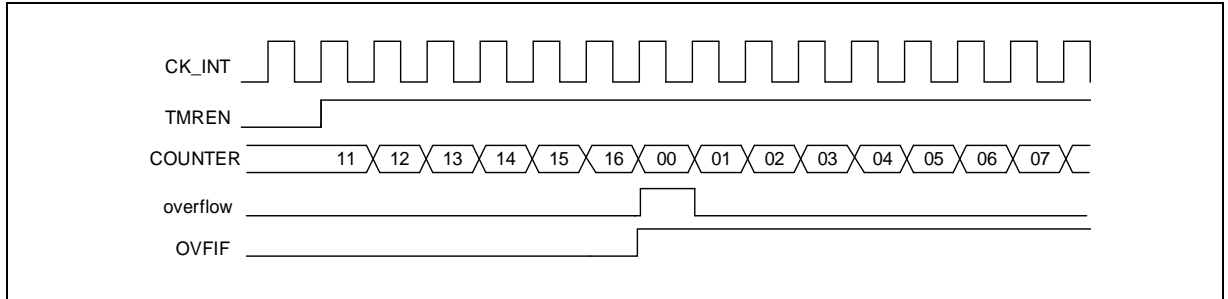 CK_INT
TMREN
COUNTER 11 12 13 14 15 16 00 01 02 03 04 05 06 07
overflow
OVFIF